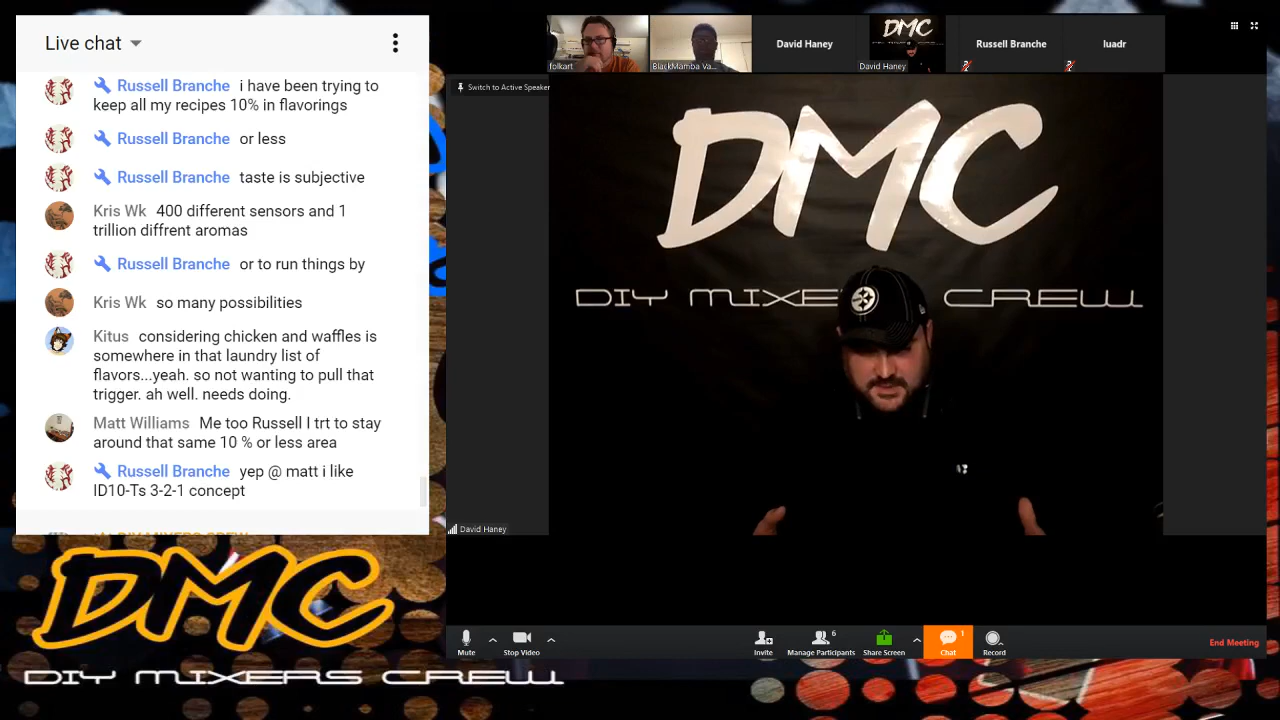 Live chat
Russell Branche i have been trying to
keep all my recipes 10% in flavorings
Russell Branche or less
Russell Branche taste is subjective
Kris Wk 400 different sensors and 1
trillion diffrent aromas
Russell Branche or to run things by
Kris Wk so many possibilities
Kitus considering chicken and waffles is
somewhere in that laundry list of
flavors...yeah. so not wanting to pull that
trigger. ah well. needs doing.
Matt Williams Me too Russell I trt to stay
around that same 10 % or less area
Russell Branche yep @ matt i like
ID10-Ts 3-2-1 concept
DMC
DIY MIXERS CREW
folkart
BlackMamba Va...
David Haney
DMC
David Haney
Russell Branche
luadr
Switch to Active Speaker
DMC
DIY MIXERS CREW
David Haney
Mute
Stop Video
Invite
6
Manage Participants
Share Screen
1
Chat
Record
End Meeting